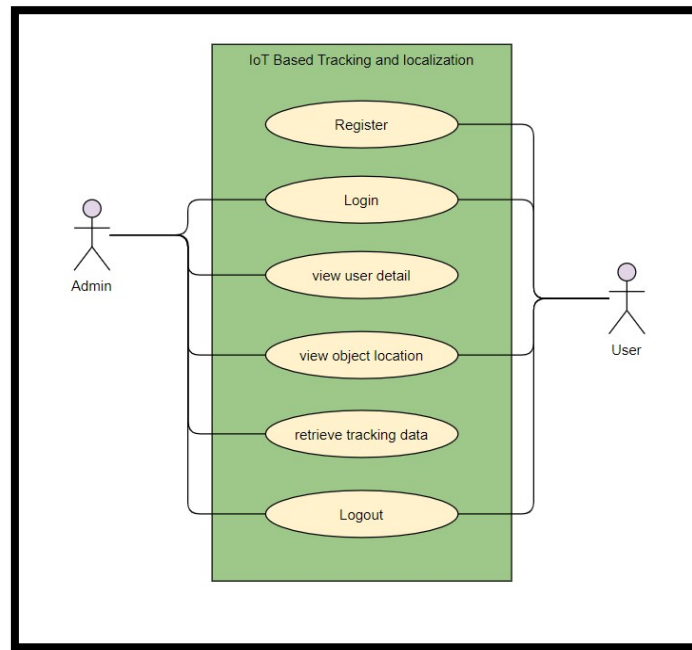 IoT Based Tracking and localization
Register
Login
view user detail
Admin
view object location
User
retrieve tracking data
Logout